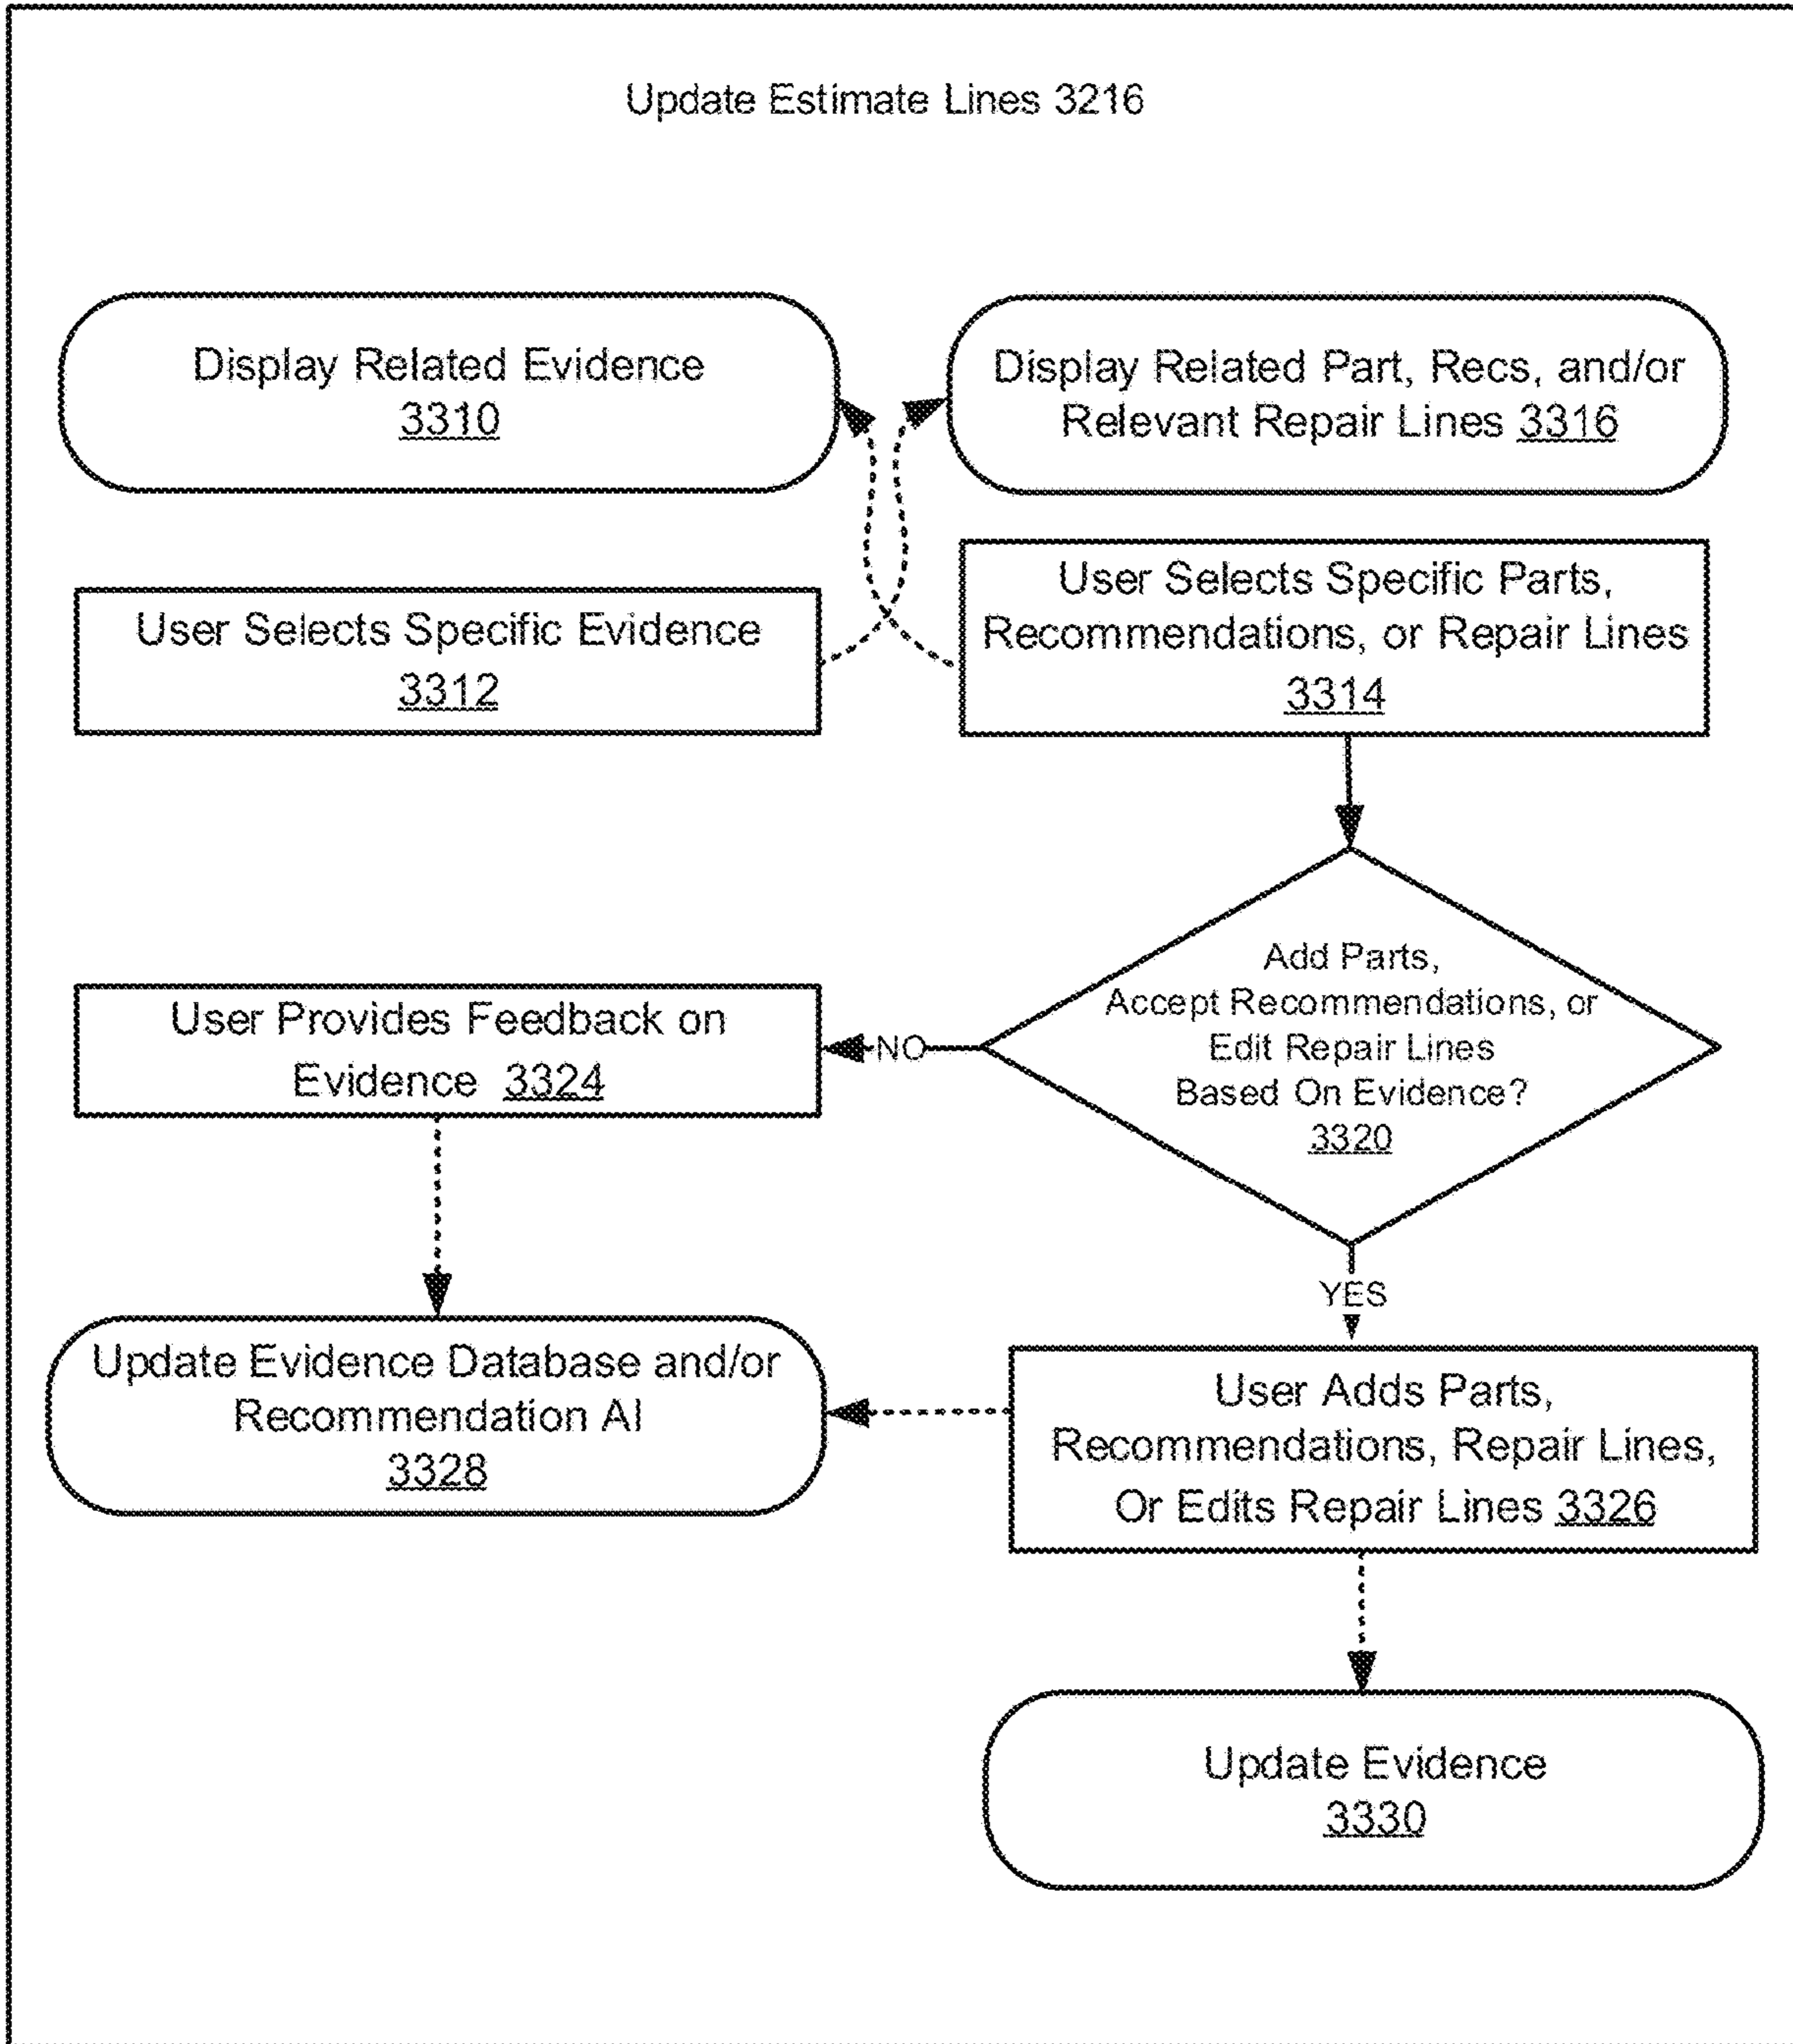 Update Estimate Lines 3216
Display Related Evidence
3310
Display Related Part, Recs, and/or
Relevant Repair Lines 3316
User Selects Specific Evidence
3312
User Selects Specific Parts,
Recommendations, or Repair Lines
3314
Add Parts,
Accept Recommendations, or
Edit Repair Lines
Based On Evidence?
3320
NO
User Provides Feedback on
Evidence 3324
YES
Update Evidence Database and/or
Recommendation AI
3328
User Adds Parts,
Recommendations, Repair Lines,
Or Edits Repair Lines 3326
Update Evidence
3330